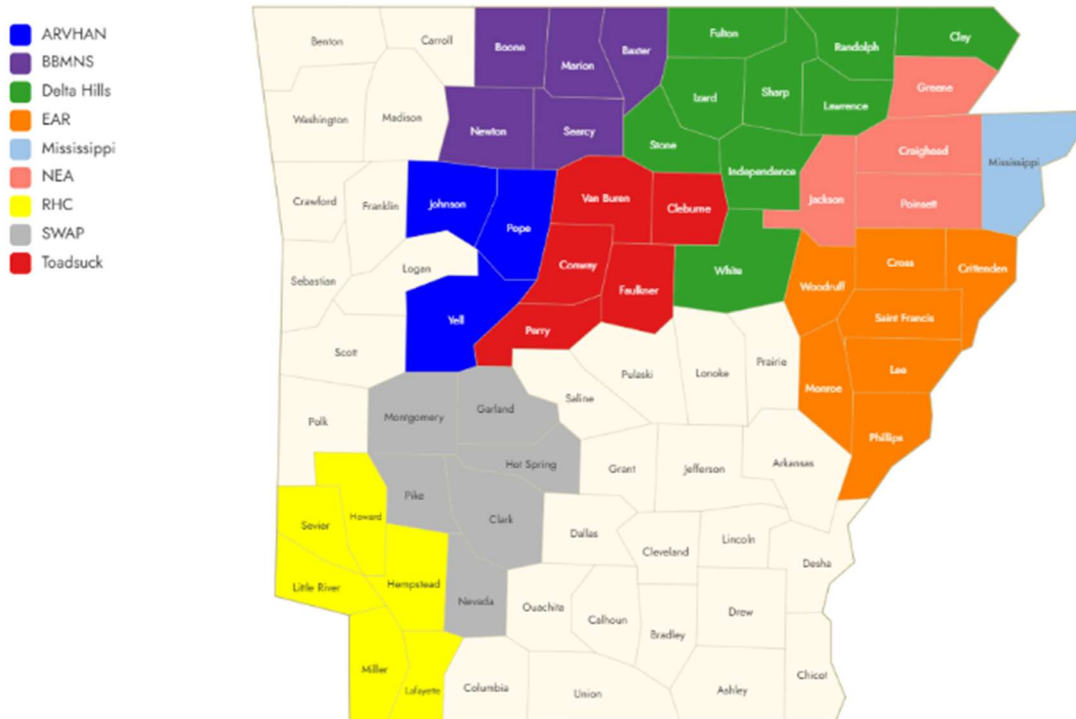 ARVHAN
BBMNS
Delta Hills
EAR
Mississippi
NEA
RHC
SWAP
Toadsuck
Benton
Carroll
Boone
Marion
Baxter
Fulton
Randolph
Clay
Washington
Madison
Newton
Searcy
Izard
Sharp
Lawrence
Greene
Stone
Independence
Craighead
Mississippi
Crawford
Franklin
Johnson
Pope
Van Buren
Cleburne
Jackson
Poinsett
Sebastian
Logan
Conway
Faulkner
White
Woodruff
Cross
Crittenden
Yell
Perry
Saint Francis
Scott
Pulaski
Lonoke
Prairie
Monroe
Lee
Polk
Montgomery
Garland
Saline
Phillips
Hot Spring
Grant
Jefferson
Arkansas
Pike
Clark
Sevier
Howard
Dallas
Cleveland
Lincoln
Desha
Little River
Hempstead
Nevada
Ouachita
Calhoun
Bradley
Drew
Miller
Lafayette
Columbia
Union
Ashley
Chicot